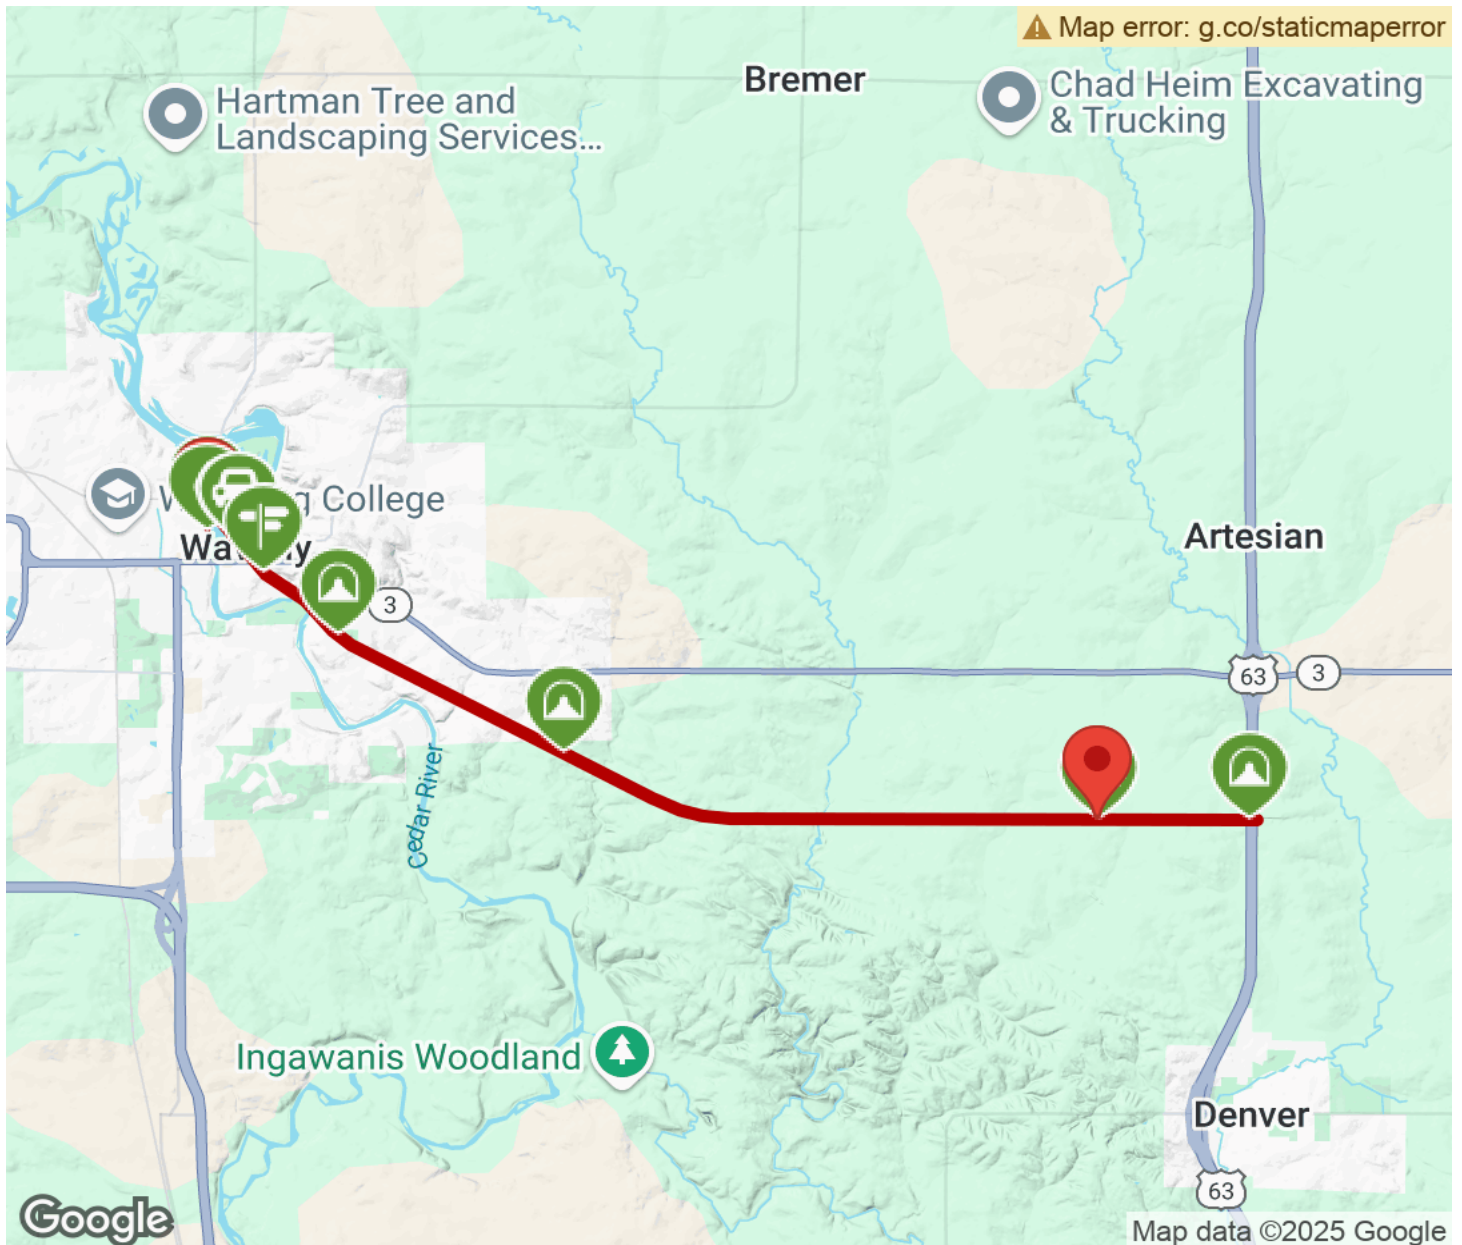 Map error: g.co/staticmaperror
Bremer
Chad Heim Excavating
& Trucking
Hartman Tree and
Landscaping Services...
College
Artesian
3
63
3
Cedar River
Ingawanis Woodland
Denver
63
Google
Map data ©2025 Google